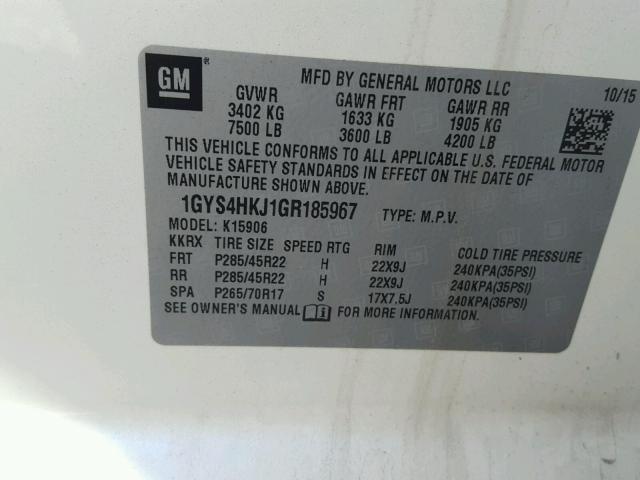 GM
MFD BY GENERAL MOTORS LLC 10/15
GVWR GAWR FRT GAWR RR
3402 KG 1633 KG 1905 KG
7500 LB 3600 LB 4200 LB
THIS VEHICLE CONFORMS TO ALL APPLICABLE U.S. FEDERAL MOTOR
VEHICLE SAFETY STANDARDS IN EFFECT ON THE DATE OF
MANUFACTURE SHOWN ABOVE.
1GYS4HKJ1GR185967 TYPE: M.P.V.
MODEL: K15906
KKRX TIRE SIZE SPEED RTG RIM COLD TIRE PRESSURE
FRT P285/45R22 H 22X9J 240KPA(35PSI)
RR P285/45R22 H 22X9J 240KPA(35PSI)
SPA P265/70R17 S 17X7.5J 240KPA(35PSI)
SEE OWNER'S MANUAL FOR MORE INFORMATION.